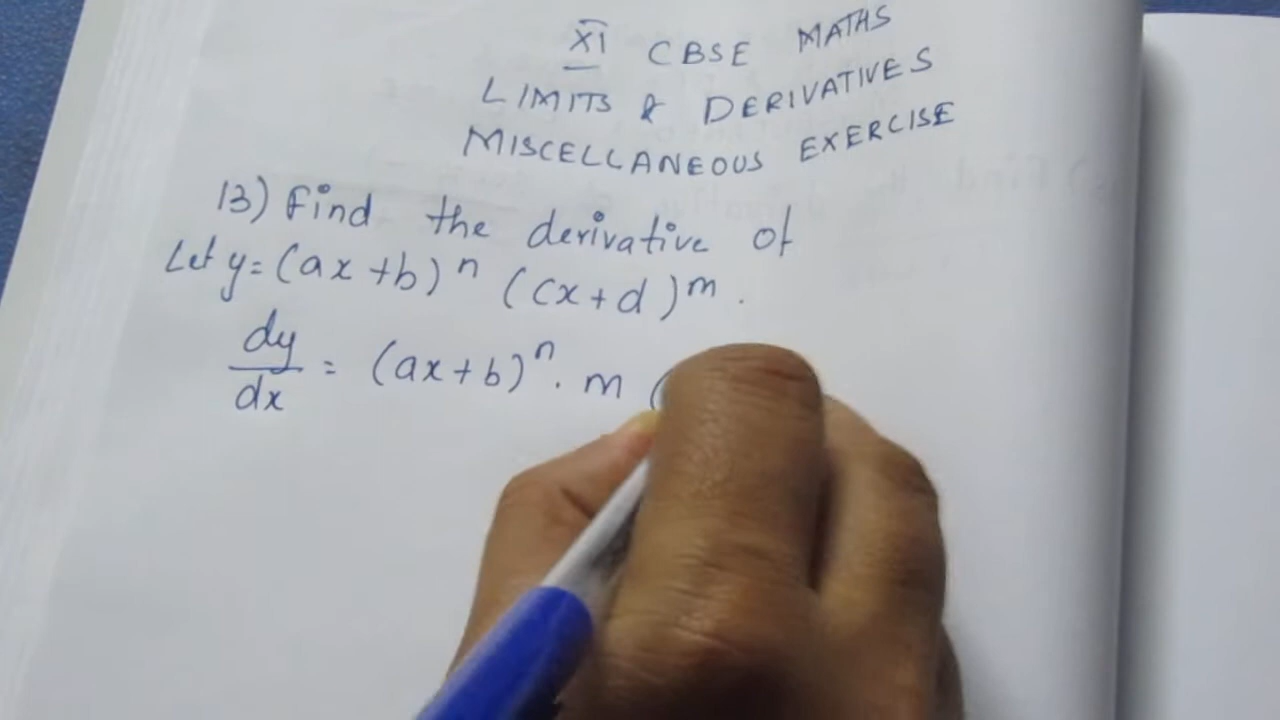 XI CBSE MATHS
LIMITS & DERIVATIVES
MISCELLANEOUS EXERCISE
13) Find the derivative of
Let y = (ax+b)^n (cx+d)^m .
dy/dx = (ax+b)^n . m (